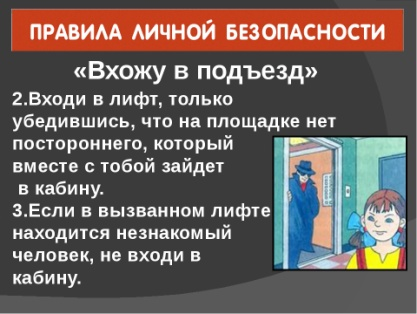 ПРАВИЛА ЛИЧНОЙ БЕЗОПАСНОСТИ
«Вхожу в подъезд»
2.Входи в лифт, только
убедившись, что на площадке нет
постороннего, который
вместе с тобой зайдет
в кабину.
3.Если в вызванном лифте
находится незнакомый
человек, не входи в
кабину.